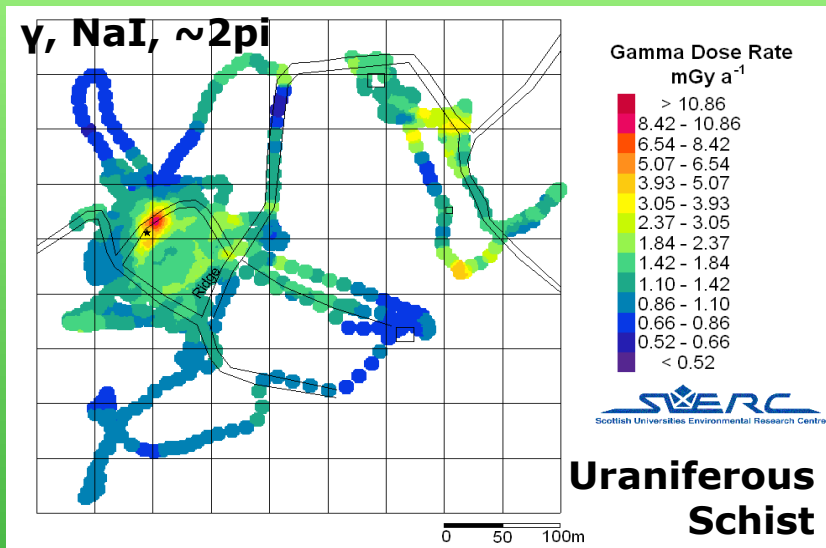 γ, NaI, ~2pi
Gamma Dose Rate
mGy a⁻¹
> 10.86
8.42 - 10.86
6.54 - 8.42
5.07 - 6.54
3.93 - 5.07
3.05 - 3.93
2.37 - 3.05
1.84 - 2.37
1.42 - 1.84
1.10 - 1.42
0.86 - 1.10
0.66 - 0.86
0.52 - 0.66
< 0.52
Ridge
SUERC
Scottish Universities Environmental Research Centre
Uraniferous
Schist
0 50 100m